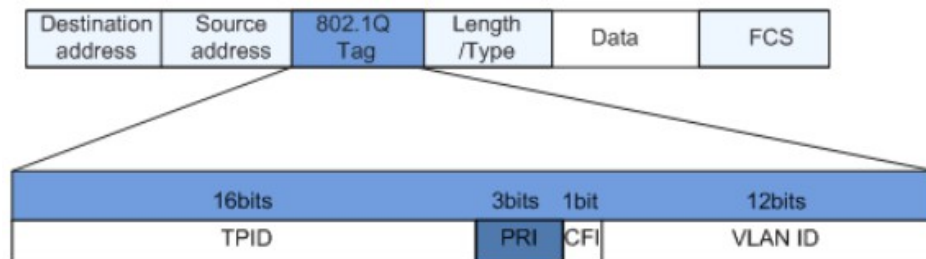 Destination address
Source address
802.1Q Tag
Length /Type
Data
FCS
16bits
3bits
1bit
12bits
TPID
PRI
CFI
VLAN ID